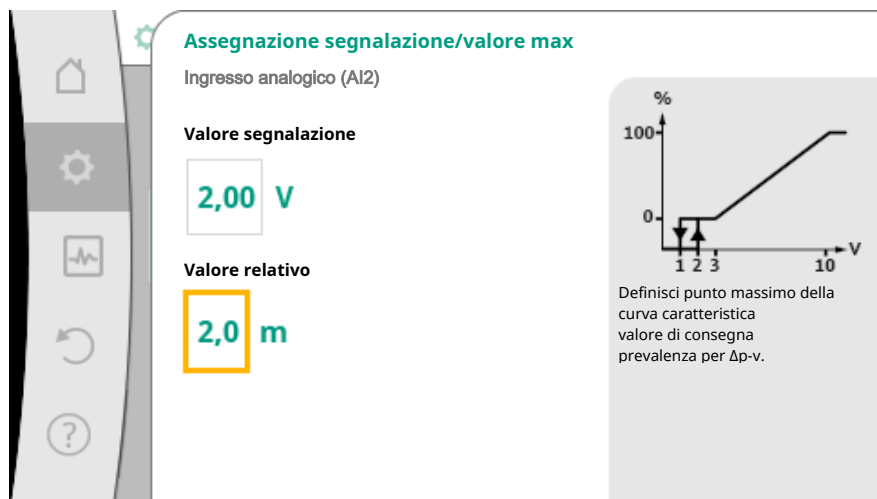 Assegnazione segnalazione/valore max
Ingresso analogico (AI2)
Valore segnalazione
2,00 V
Valore relativo
2,0 m
?
%
100
0
1 2 3 10 V
Definisci punto massimo della
curva caratteristica
valore di consegna
prevalenza per Δp-v.